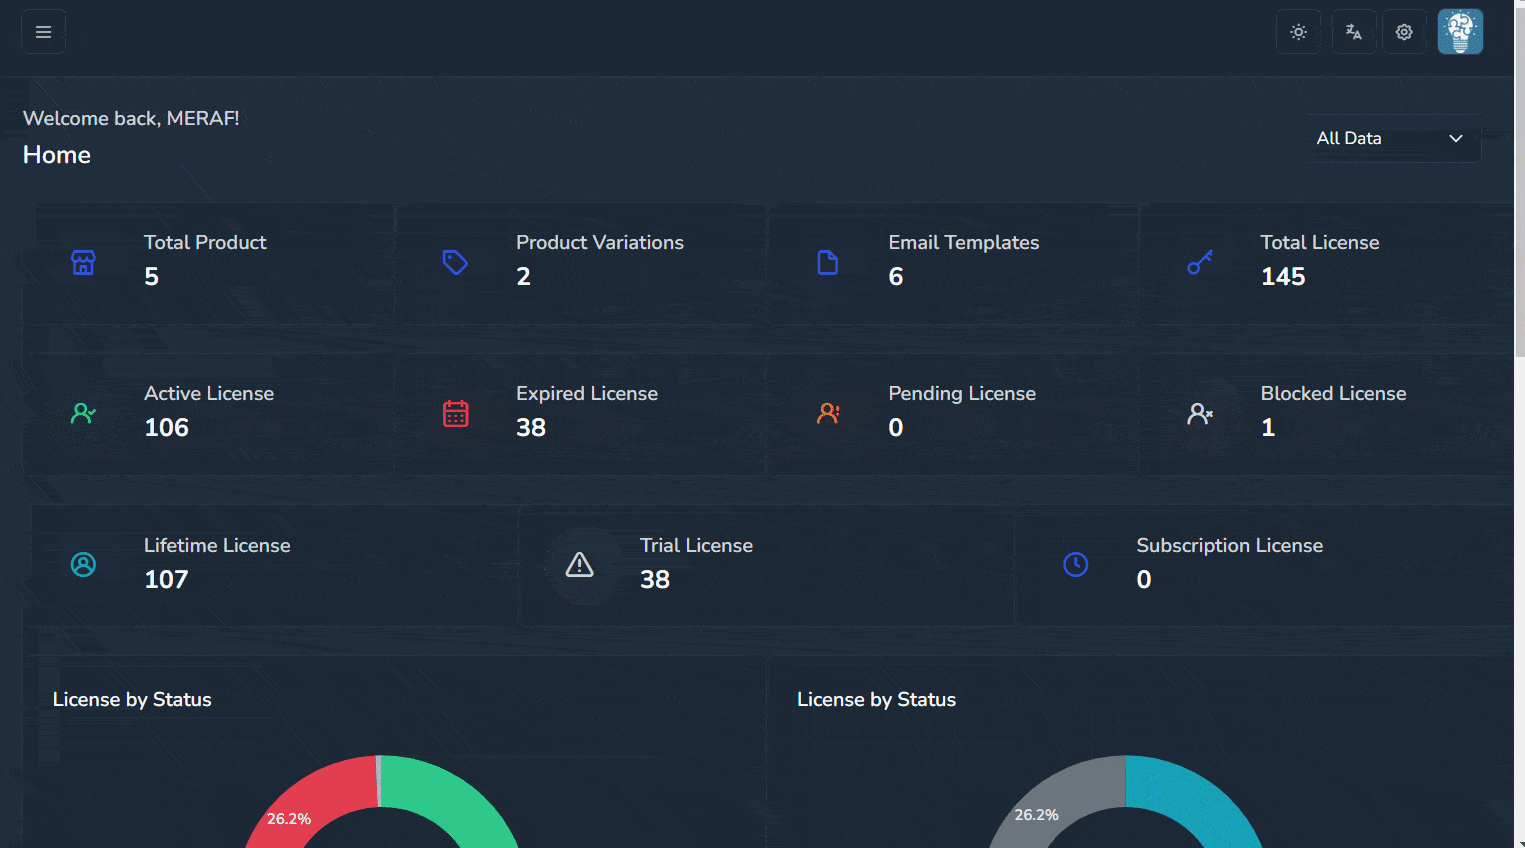 Welcome back, MERAF!
Home
All Data
Total Product
5
Product Variations
2
Email Templates
6
Total License
145
Active License
106
Expired License
38
Pending License
0
Blocked License
1
Lifetime License
107
Trial License
38
Subscription License
0
License by Status
26.2%
License by Status
26.2%